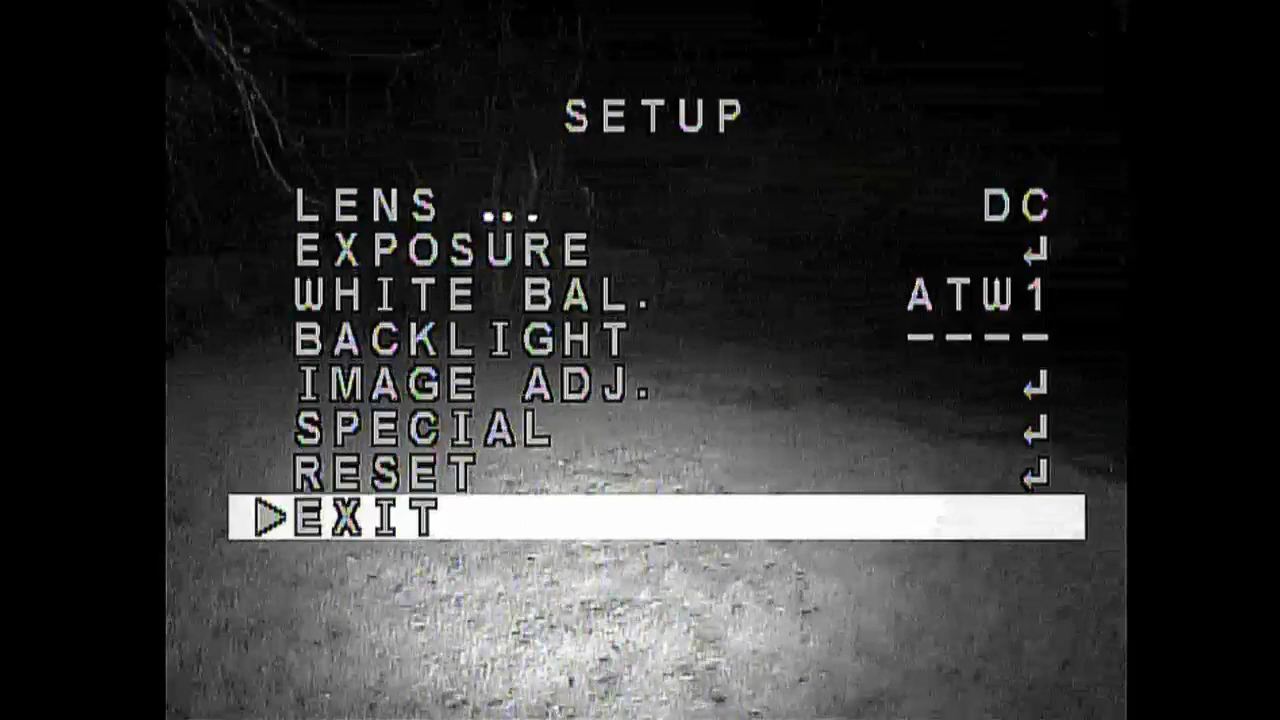 SETUP
LENS ... DC
EXPOSURE ↲
WHITE BAL. ATW1
BACKLIGHT ----
IMAGE ADJ. ↲
SPECIAL ↲
RESET ↲
▷EXIT